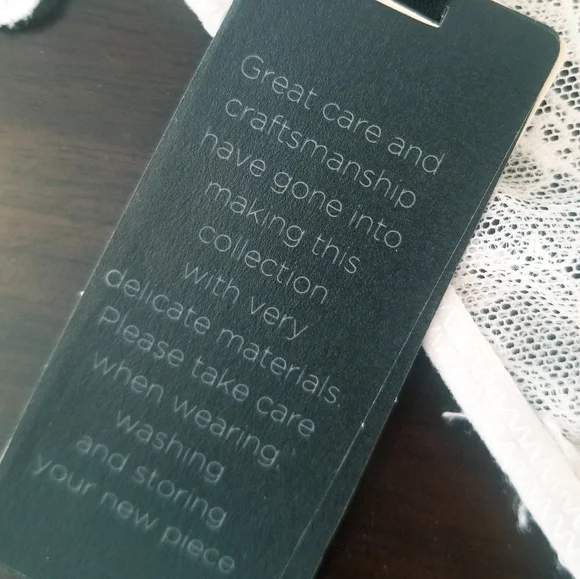 Great care and
craftsmanship
have gone into
making this
collection
with very
delicate materials.
Please take care
when wearing,
washing
and storing
your new piece